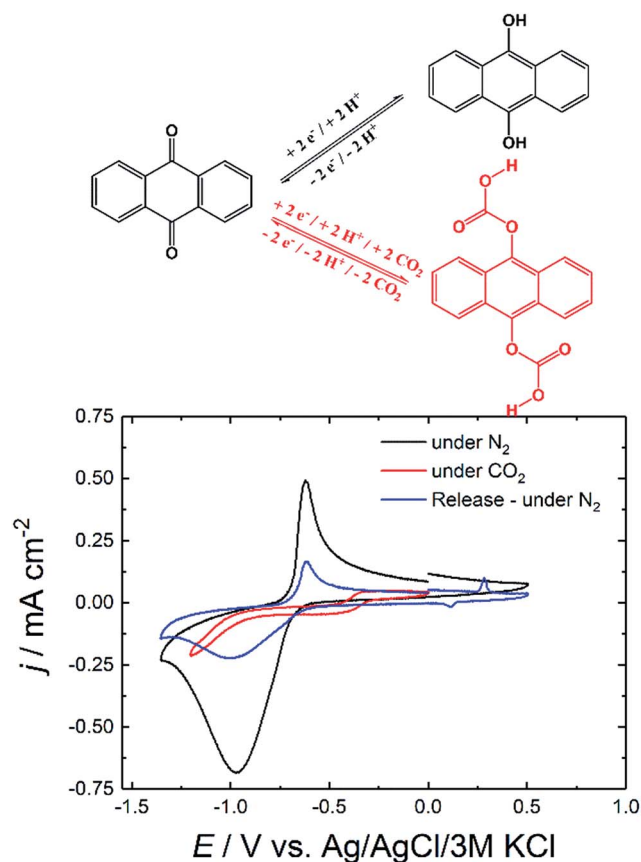 OH
O
+ 2 e⁻ / + 2 H⁺
- 2 e⁻ / - 2 H⁺
OH
H
O
O
O
+ 2 e⁻ / + 2 H⁺ / + 2 CO₂
- 2 e⁻ / - 2 H⁺ / - 2 CO₂
O
O
O
O
H
0.75
under N₂
0.50
under CO₂
Release - under N₂
0.25
0.00
-0.25
-0.50
-0.75
j / mA cm⁻²
-1.5 -1.0 -0.5 0.0 0.5 1.0
E / V vs. Ag/AgCl/3M KCl